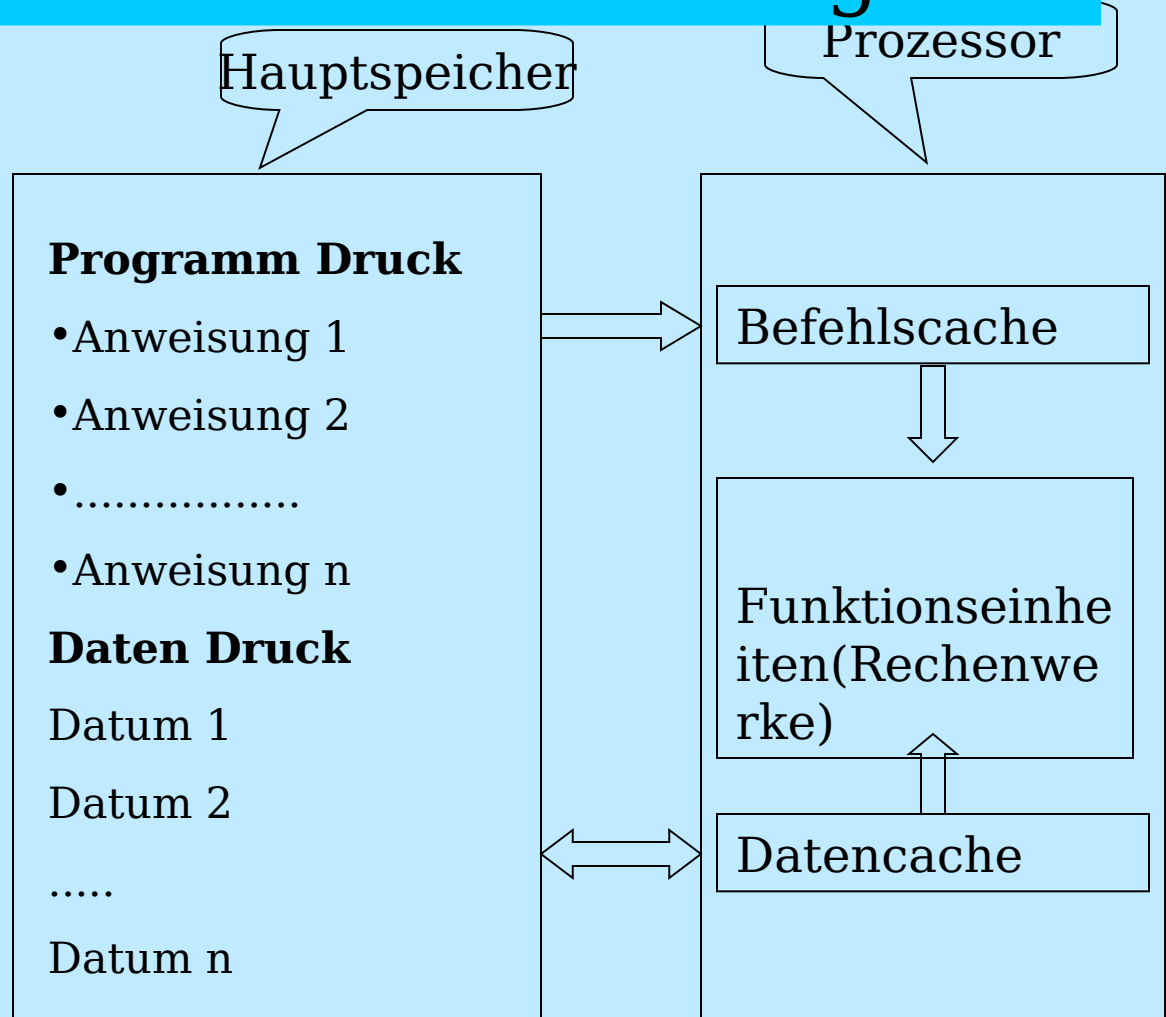 Hauptspeicher
Prozessor
Programm Druck
•Anweisung 1
•Anweisung 2
•.................
•Anweisung n
Daten Druck
Datum 1
Datum 2
.....
Datum n
Befehlscache
Funktionseinhe
iten(Rechenwe
rke)
Datencache